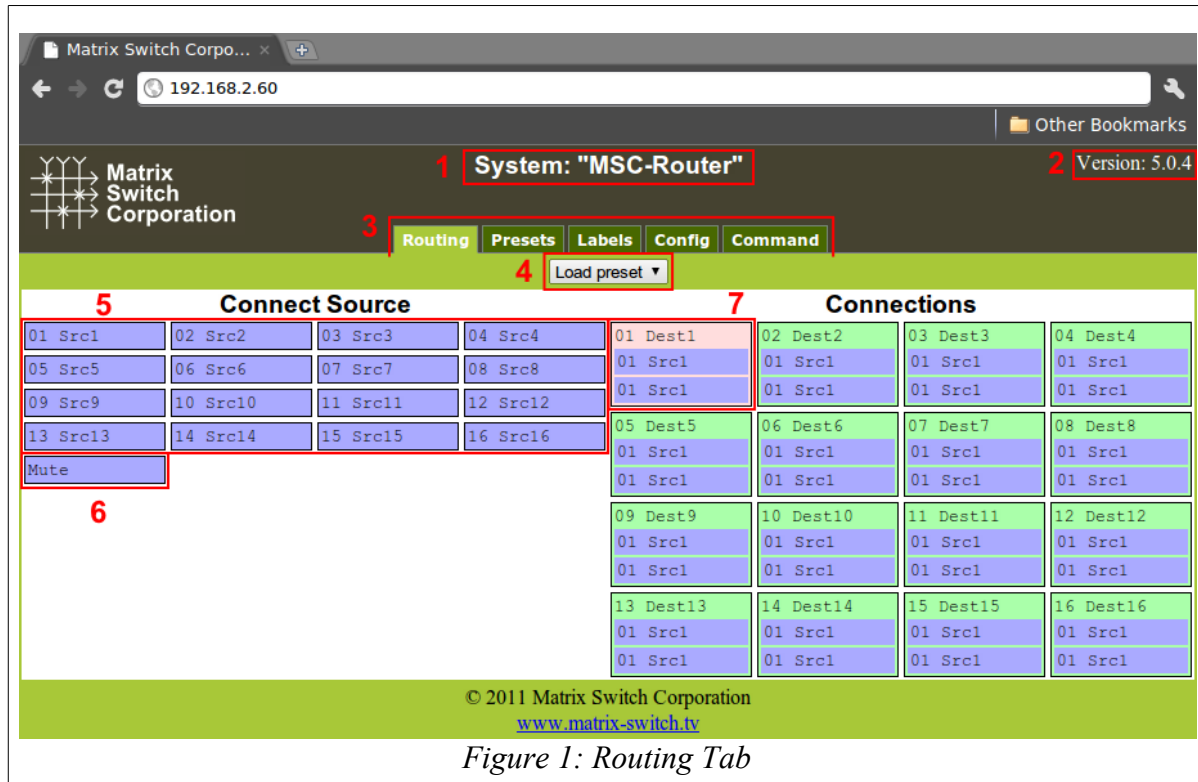 Matrix Switch Corpo... ×
192.168.2.60
Other Bookmarks
Matrix
Switch
Corporation
1 System: "MSC-Router"
2 Version: 5.0.4
3 Routing Presets Labels Config Command
4 Load preset ▼
5 Connect Source 7 Connections
01 Src1 02 Src2 03 Src3 04 Src4
05 Src5 06 Src6 07 Src7 08 Src8
09 Src9 10 Src10 11 Src11 12 Src12
13 Src13 14 Src14 15 Src15 16 Src16
Mute
6
01 Dest1 02 Dest2 03 Dest3 04 Dest4
01 Src1 01 Src1 01 Src1 01 Src1
01 Src1 01 Src1 01 Src1 01 Src1
05 Dest5 06 Dest6 07 Dest7 08 Dest8
01 Src1 01 Src1 01 Src1 01 Src1
01 Src1 01 Src1 01 Src1 01 Src1
09 Dest9 10 Dest10 11 Dest11 12 Dest12
01 Src1 01 Src1 01 Src1 01 Src1
01 Src1 01 Src1 01 Src1 01 Src1
13 Dest13 14 Dest14 15 Dest15 16 Dest16
01 Src1 01 Src1 01 Src1 01 Src1
01 Src1 01 Src1 01 Src1 01 Src1
© 2011 Matrix Switch Corporation
www.matrix-switch.tv
Figure 1: Routing Tab